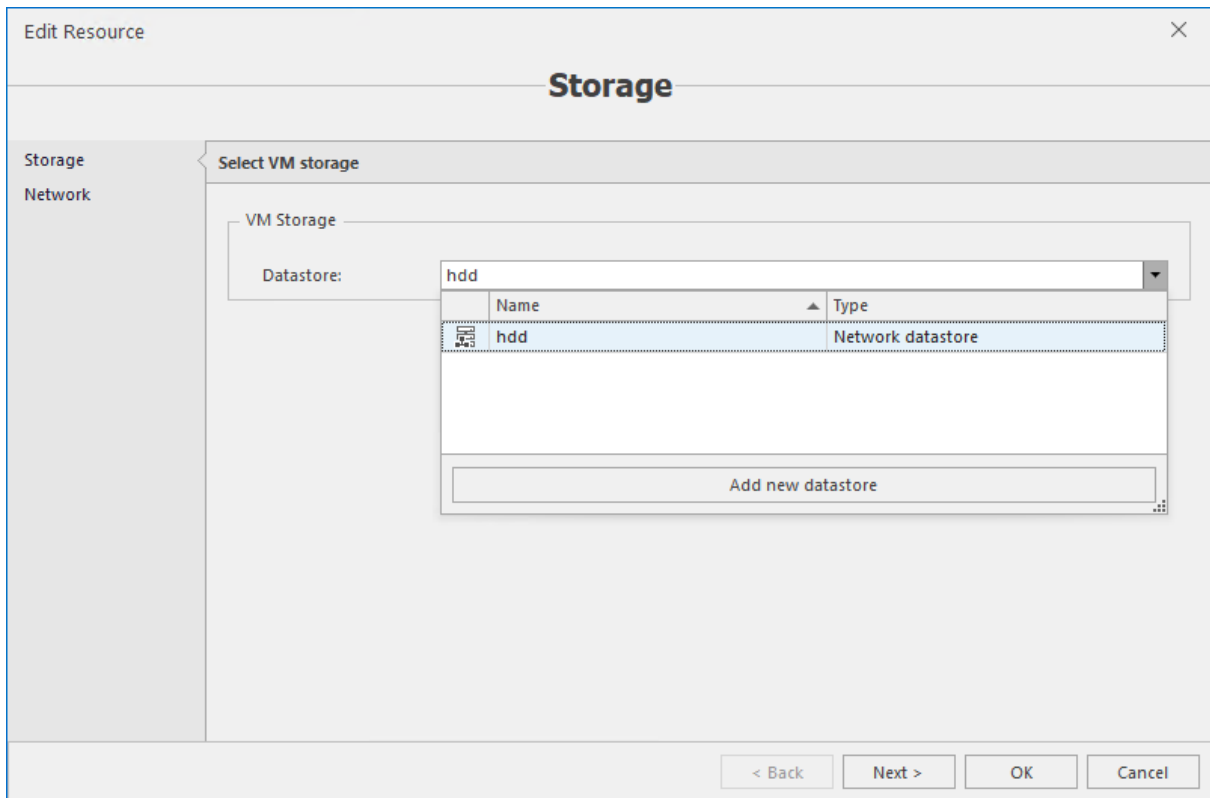 Edit Resource
Storage
Storage
Network
Select VM storage
VM Storage
Datastore: hdd
Name Type
hdd Network datastore
Add new datastore
< Back Next > OK Cancel